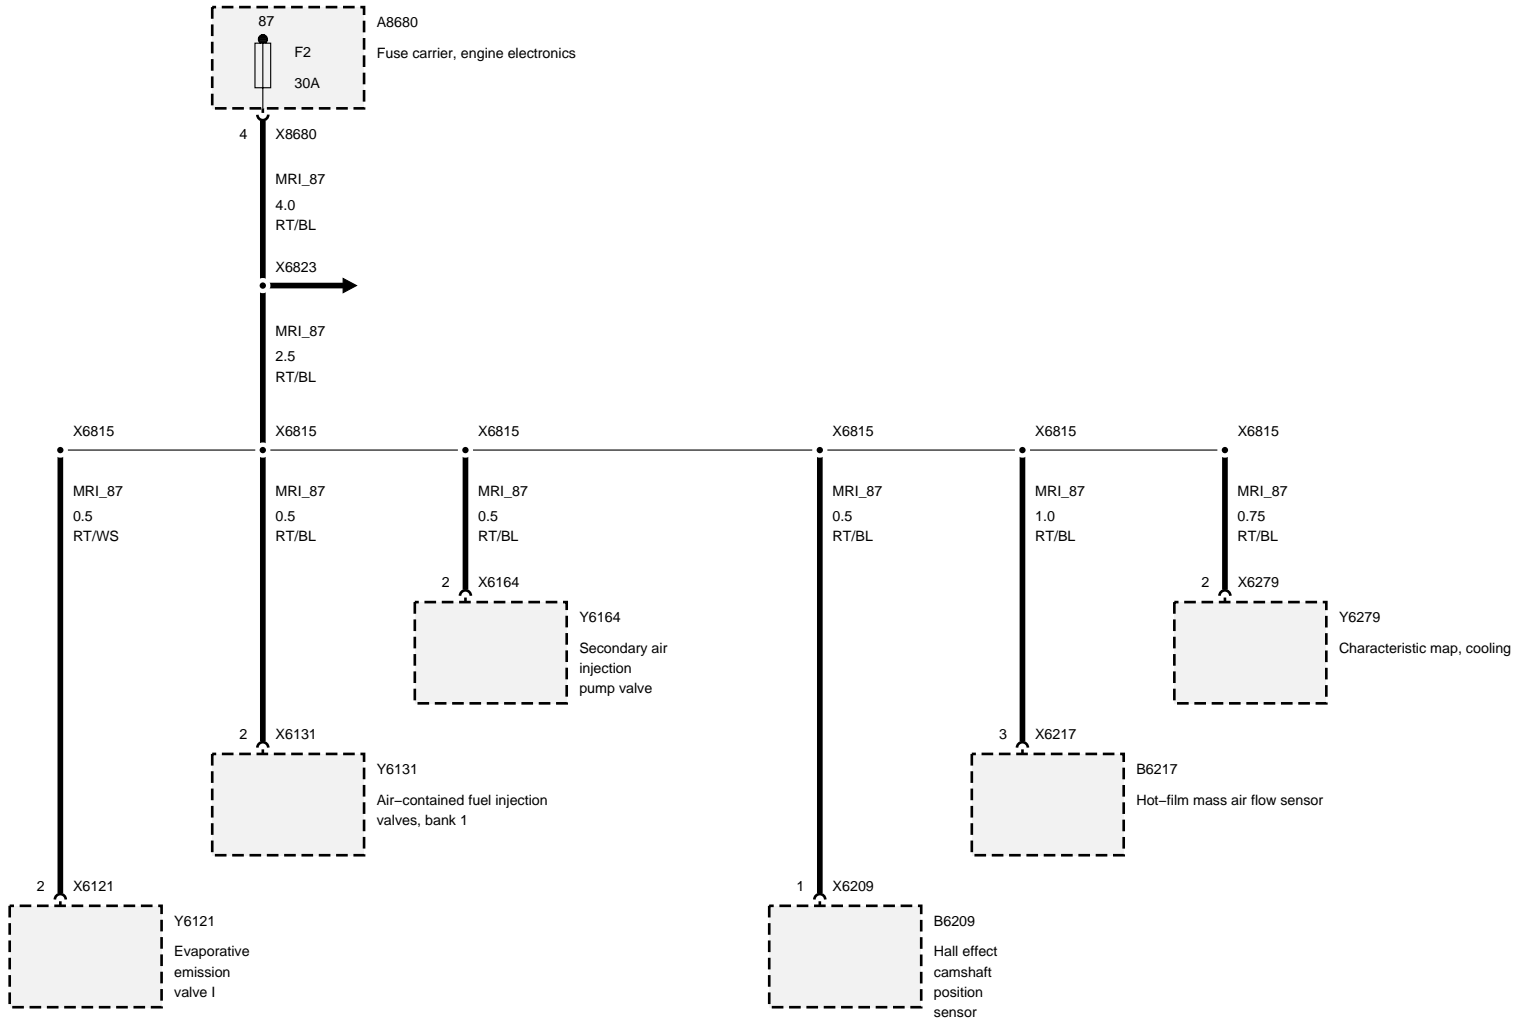 87
A8680
F2
Fuse carrier, engine electronics
30A
4
X8680
MRI_87
4.0
RT/BL
X6823
MRI_87
2.5
RT/BL
X6815
X6815
X6815
X6815
X6815
X6815
MRI_87
0.5
RT/WS
MRI_87
0.5
RT/BL
MRI_87
0.5
RT/BL
MRI_87
0.5
RT/BL
MRI_87
1.0
RT/BL
MRI_87
0.75
RT/BL
2
X6164
Y6164
Secondary air
injection
pump valve
2
X6279
Y6279
Characteristic map, cooling
2
X6131
Y6131
Air–contained fuel injection
valves, bank 1
3
X6217
B6217
Hot–film mass air flow sensor
2
X6121
Y6121
Evaporative
emission
valve I
1
X6209
B6209
Hall effect
camshaft
position
sensor